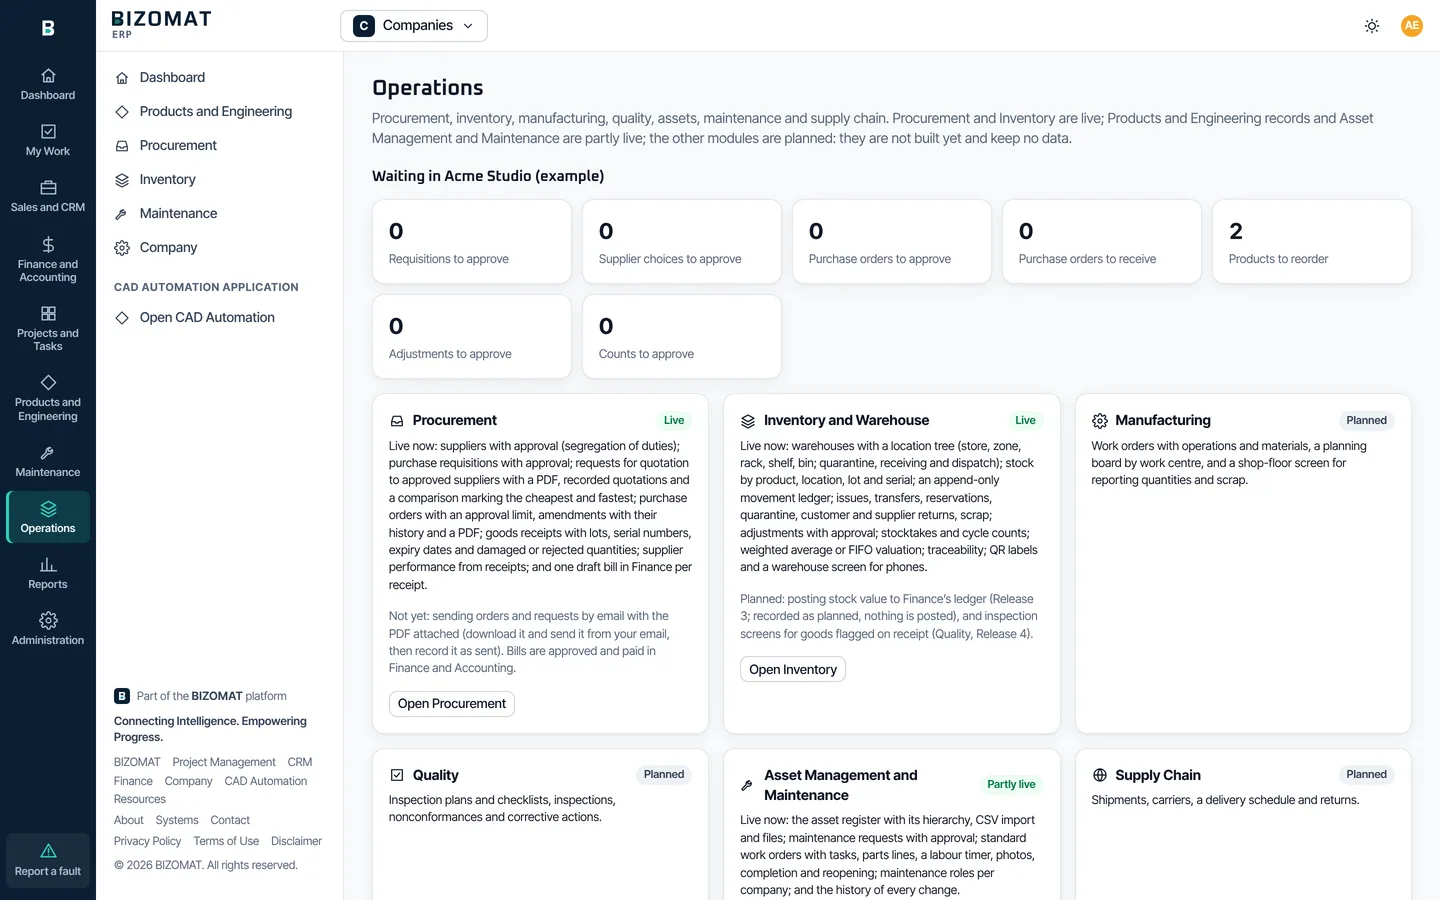 B
Dashboard
My Work
Sales and CRM
Finance and
Accounting
Projects and
Tasks
Products and
Engineering
Maintenance
Operations
Reports
Administration
Report a fault
BIZOMAT
ERP
C Companies
AE
Dashboard
Products and Engineering
Procurement
Inventory
Maintenance
Company
CAD AUTOMATION APPLICATION
Open CAD Automation
B Part of the BIZOMAT platform
Connecting Intelligence. Empowering
Progress.
BIZOMAT Project Management CRM
Finance Company CAD Automation
Resources
About Systems Contact
Privacy Policy Terms of Use Disclaimer
© 2026 BIZOMAT. All rights reserved.
Operations
Procurement, inventory, manufacturing, quality, assets, maintenance and supply chain. Procurement and Inventory are live; Products and Engineering records and Asset
Management and Maintenance are partly live; the other modules are planned: they are not built yet and keep no data.
Waiting in Acme Studio (example)
0
Requisitions to approve
0
Supplier choices to approve
0
Purchase orders to approve
0
Purchase orders to receive
2
Products to reorder
0
Adjustments to approve
0
Counts to approve
Procurement Live
Live now: suppliers with approval (segregation of duties);
purchase requisitions with approval; requests for quotation
to approved suppliers with a PDF, recorded quotations and
a comparison marking the cheapest and fastest; purchase
orders with an approval limit, amendments with their
history and a PDF; goods receipts with lots, serial numbers,
expiry dates and damaged or rejected quantities; supplier
performance from receipts; and one draft bill in Finance per
receipt.
Not yet: sending orders and requests by email with the
PDF attached (download it and send it from your email,
then record it as sent). Bills are approved and paid in
Finance and Accounting.
Open Procurement
Inventory and Warehouse Live
Live now: warehouses with a location tree (store, zone,
rack, shelf, bin; quarantine, receiving and dispatch); stock
by product, location, lot and serial; an append-only
movement ledger; issues, transfers, reservations,
quarantine, customer and supplier returns, scrap;
adjustments with approval; stocktakes and cycle counts;
weighted average or FIFO valuation; traceability; QR labels
and a warehouse screen for phones.
Planned: posting stock value to Finance's ledger (Release
3; recorded as planned, nothing is posted), and inspection
screens for goods flagged on receipt (Quality, Release 4).
Open Inventory
Manufacturing Planned
Work orders with operations and materials, a planning
board by work centre, and a shop-floor screen for
reporting quantities and scrap.
Quality Planned
Inspection plans and checklists, inspections,
nonconformances and corrective actions.
Asset Management and
Maintenance
Partly live
Live now: the asset register with its hierarchy, CSV import
and files; maintenance requests with approval; standard
work orders with tasks, parts lines, a labour timer, photos,
completion and reopening; maintenance roles per
company; and the history of every change.
Supply Chain Planned
Shipments, carriers, a delivery schedule and returns.